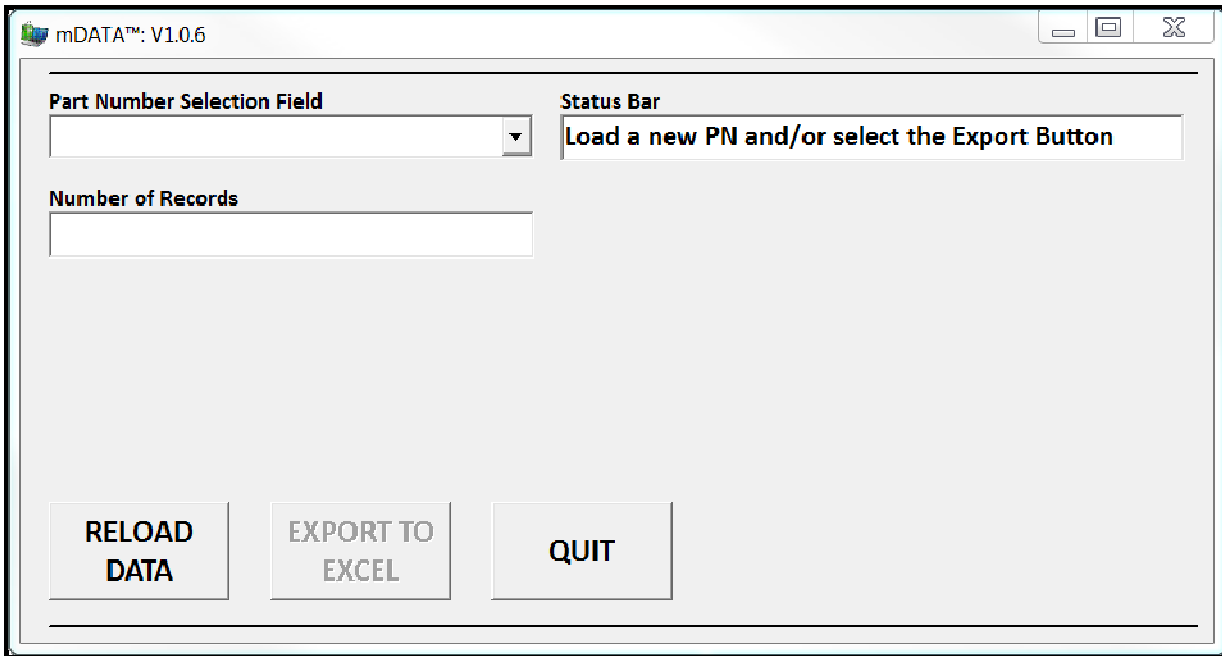 mDATA™: V1.0.6
Part Number Selection Field
Status Bar
Load a new PN and/or select the Export Button
Number of Records
RELOAD
DATA
EXPORT TO
EXCEL
QUIT